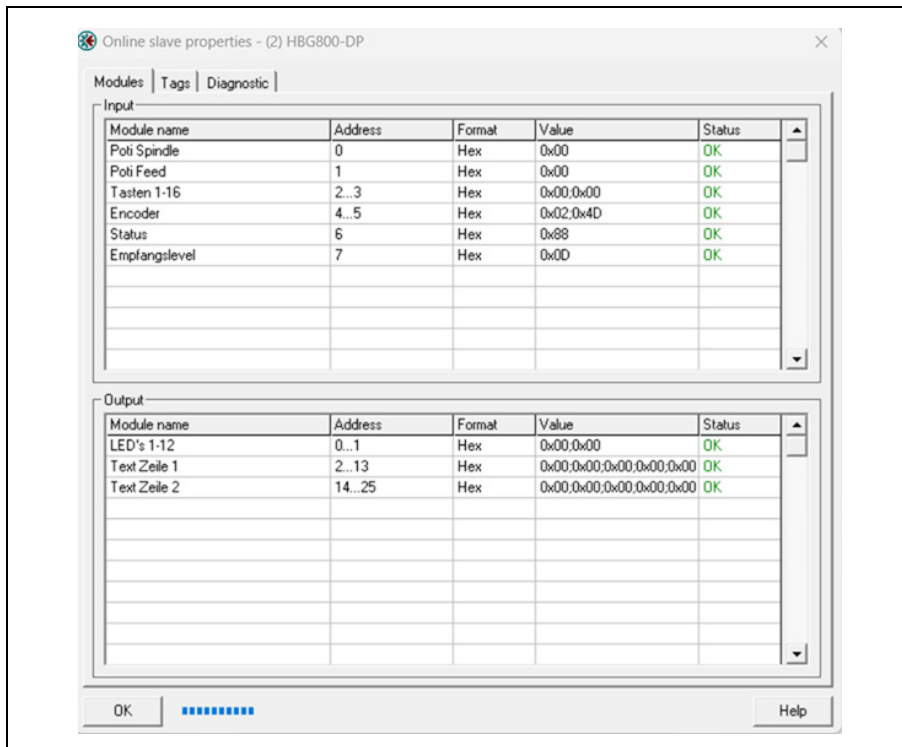 Online slave properties - (2) HBG800-DP
Modules Tags Diagnostic
Input
Module name Address Format Value Status
Poti Spindle 0 Hex 0x00 OK
Poti Feed 1 Hex 0x00 OK
Tasten 1-16 2...3 Hex 0x00;0x00 OK
Encoder 4...5 Hex 0x02;0x4D OK
Status 6 Hex 0x88 OK
Empfangslevel 7 Hex 0x0D OK
Output
Module name Address Format Value Status
LED's 1-12 0...1 Hex 0x00;0x00 OK
Text Zeile 1 2...13 Hex 0x00;0x00;0x00;0x00;0x00 OK
Text Zeile 2 14...25 Hex 0x00;0x00;0x00;0x00;0x00 OK
OK Help